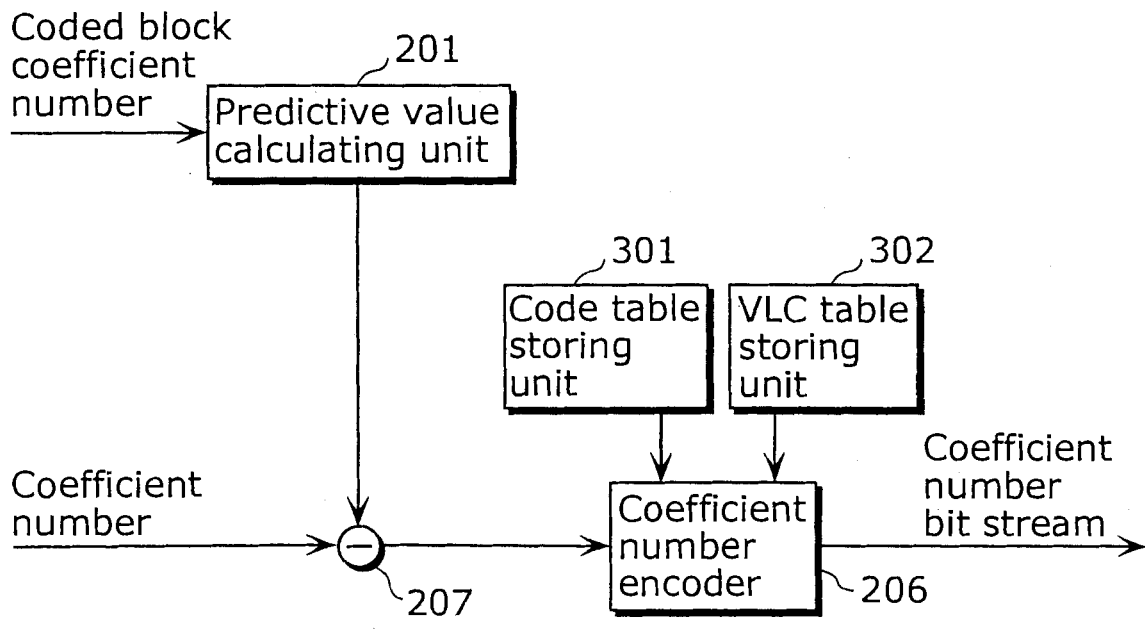 Coded block
coefficient
number
201
Predictive value
calculating unit
301
302
Code table
storing
unit
VLC table
storing
unit
Coefficient
number
Coefficient
number
encoder
Coefficient
number
bit stream
207
206